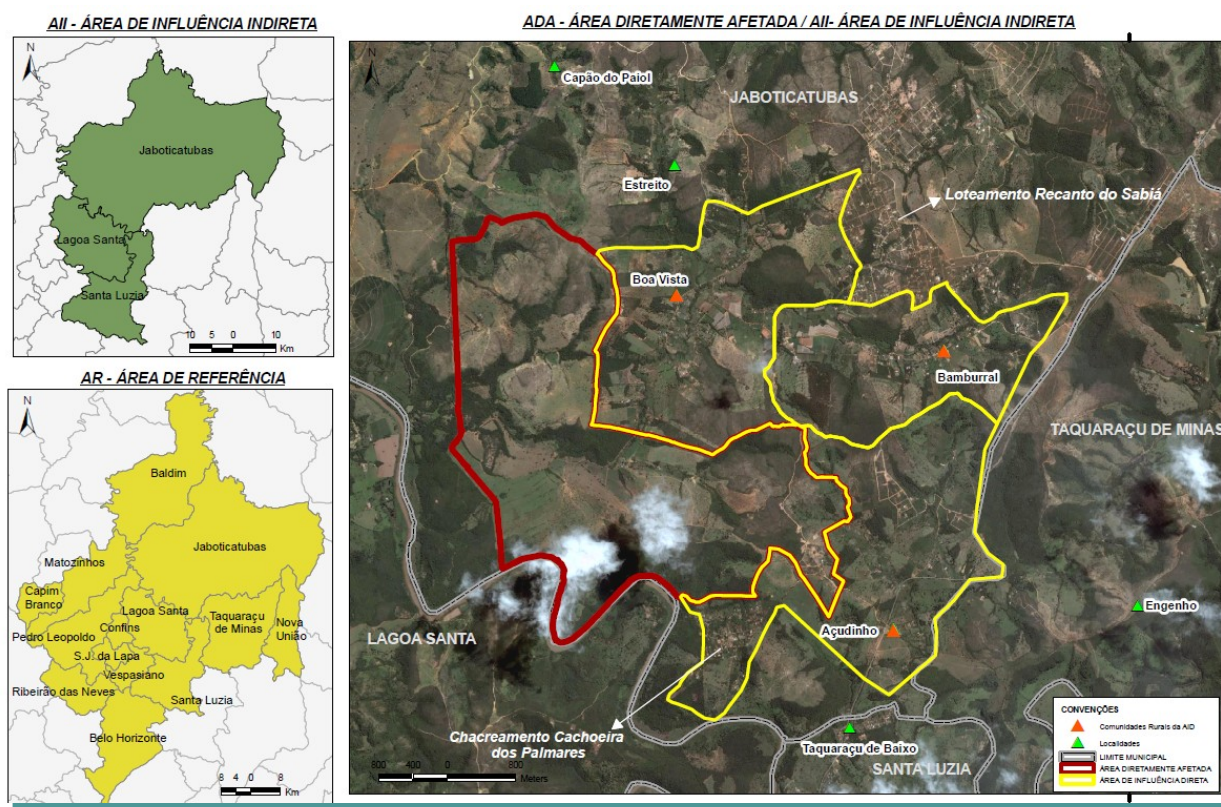 AII - ÁREA DE INFLUÊNCIA INDIRETA
N
Jaboticatubas
Lagoa Santa
Santa Luzia
10 5 0 10
Km
AR - ÁREA DE REFERÊNCIA
N
Baldim
Jaboticatubas
Matozinhos
Capim
Branco
Lagoa Santa
Taquaraçu
de Minas
Nova
União
Confins
Pedro Leopoldo
S.J. da Lapa
Vespasiano
Ribeirão das Neves
Santa Luzia
Belo Horizonte
8 4 0 8
Km
ADA - ÁREA DIRETAMENTE AFETADA / AII- ÁREA DE INFLUÊNCIA INDIRETA
N
Capão do Paiol
JABOTICATUBAS
Estreito
Loteamento Recanto do Sabiá
Boa Vista
Bamburral
TAQUARAÇU DE MINAS
Engenho
LAGOA SANTA
Açudinho
Chacreamento Cachoeira
dos Palmares
Taquaraçu de Baixo
SANTA LUZIA
600 400 0 800
Meters
CONVENÇÕES
Comunidades Rurais da AID
Localidades
LIMITE MUNICIPAL
ÁREA DIRETAMENTE AFETADA
ÁREA DE INFLUÊNCIA DIRETA